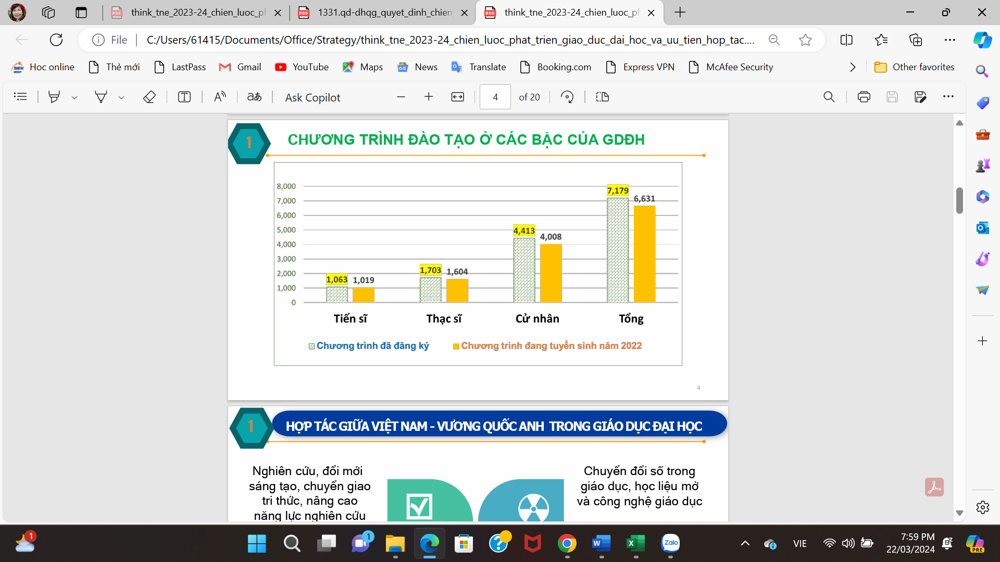 think_tne_2023-24_chien_luoc_ph
1331.qd-dhqg_quyet_dinh_chien_
think_tne_2023-24_chien_luoc_ph
File
C:/Users/61415/Documents/Office/Strategy/think_tne_2023-24_chien_luoc_phat_trien_giao_duc_dai_hoc_va_uu_tien_hop_tac....
Hoc online
Thẻ mới
LastPass
Gmail
YouTube
Maps
News
Translate
Booking.com
Express VPN
McAfee Security
Other favorites
Ask Copilot
4
of 20
1
CHƯƠNG TRÌNH ĐÀO TẠO Ở CÁC BẬC CỦA GDĐH
8,000
7,000
6,000
5,000
4,000
3,000
2,000
1,000
0
1,063
1,019
1,703
1,604
4,413
4,008
7,179
6,631
Tiến sĩ
Thạc sĩ
Cử nhân
Tổng
Chương trình đã đăng ký
Chương trình đang tuyển sinh năm 2022
4
1
HỢP TÁC GIỮA VIỆT NAM - VƯƠNG QUỐC ANH TRONG GIÁO DỤC ĐẠI HỌC
Nghiên cứu, đổi mới
sáng tạo, chuyển giao
tri thức, nâng cao
năng lực nghiên cứu
Chuyển đổi số trong
giáo dục, học liệu mở
và công nghệ giáo dục
1
1
Zalo
VIE
7:59 PM
22/03/2024
PRE